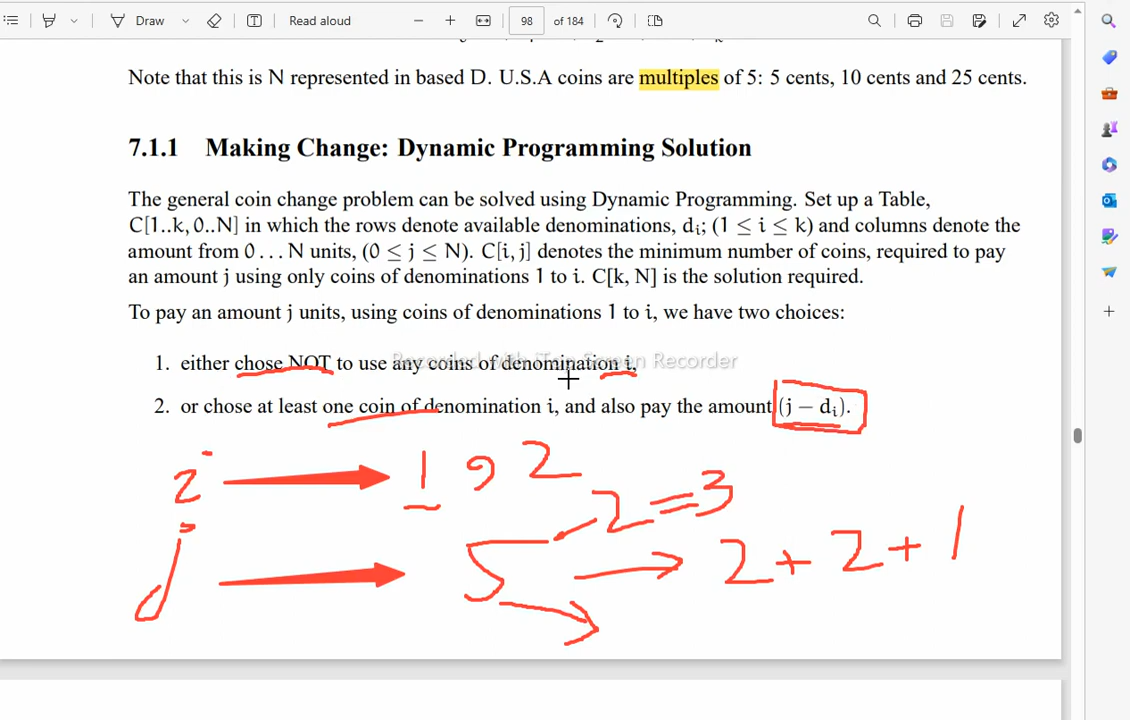 Draw
Read aloud
98 of 184
Note that this is N represented in based D. U.S.A coins are multiples of 5: 5 cents, 10 cents and 25 cents.
7.1.1 Making Change: Dynamic Programming Solution
The general coin change problem can be solved using Dynamic Programming. Set up a Table,
C[1..k, 0..N] in which the rows denote available denominations, dᵢ; (1 ≤ i ≤ k) and columns denote the
amount from 0 . . . N units, (0 ≤ j ≤ N). C[i, j] denotes the minimum number of coins, required to pay
an amount j using only coins of denominations 1 to i. C[k, N] is the solution required.
To pay an amount j units, using coins of denominations 1 to i, we have two choices:
1. either chose NOT to use any coins of denomination i,
Recorded with iTop Screen Recorder
2. or chose at least one coin of denomination i, and also pay the amount (j − dᵢ).
i → 1 , 2
2 = 3
j → 5 → 2 + 2 + 1